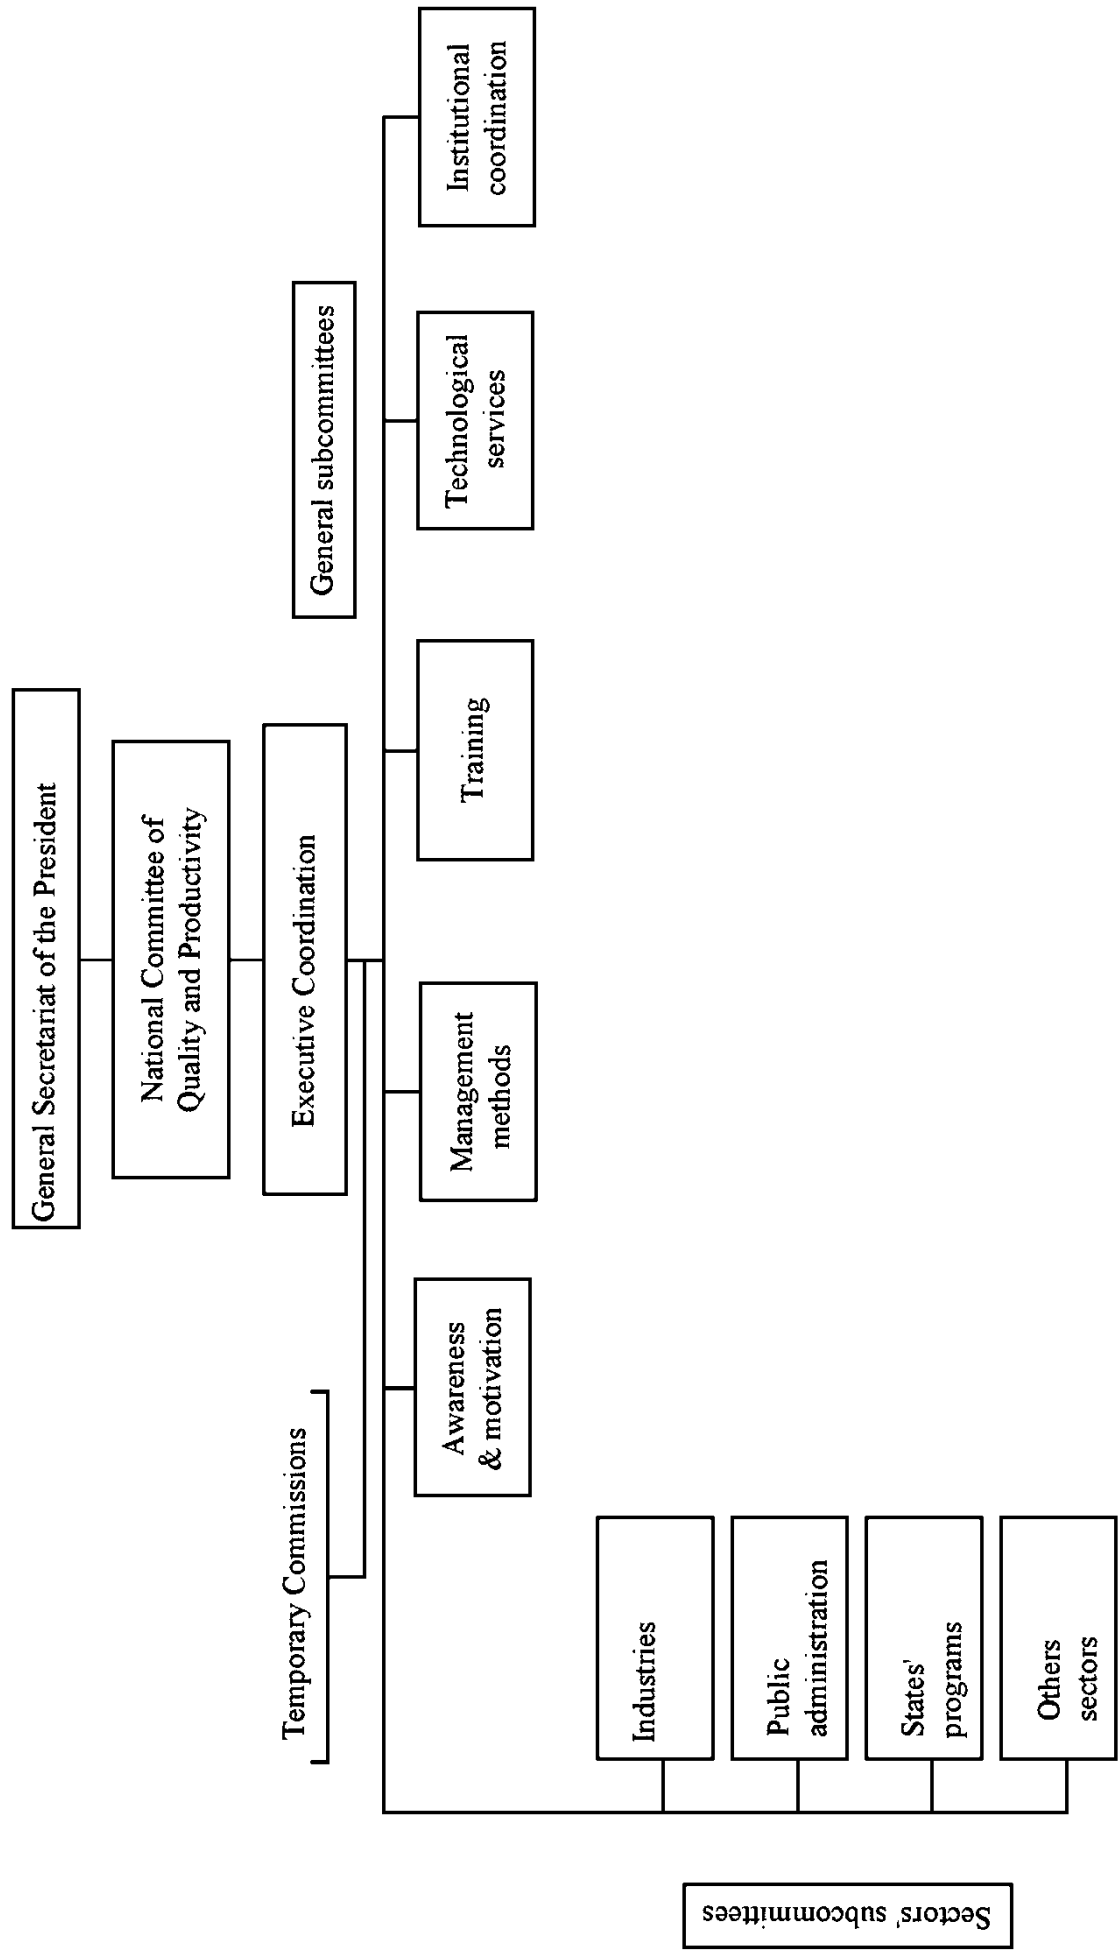 General Secretariat of the President
National Committee of
Quality and Productivity
Executive Coordination
Temporary Commissions
General subcommittees
Awareness
& motivation
Management
methods
Training
Technological
services
Institutional
coordination
Sectors' subcommittees
Industries
Public
administration
States'
programs
Others
sectors